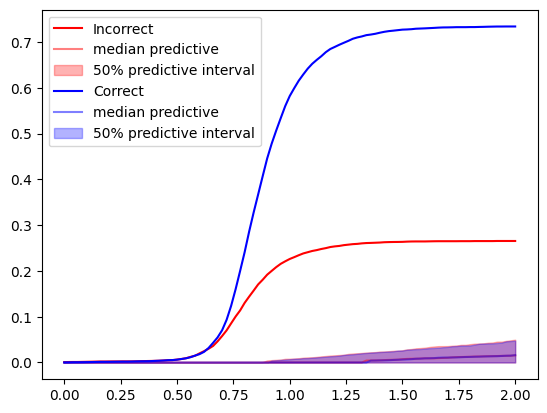 Incorrect
median predictive
50% predictive interval
Correct
median predictive
50% predictive interval
0.7
0.6
0.5
0.4
0.3
0.2
0.1
0.0
0.00 0.25 0.50 0.75 1.00 1.25 1.50 1.75 2.00